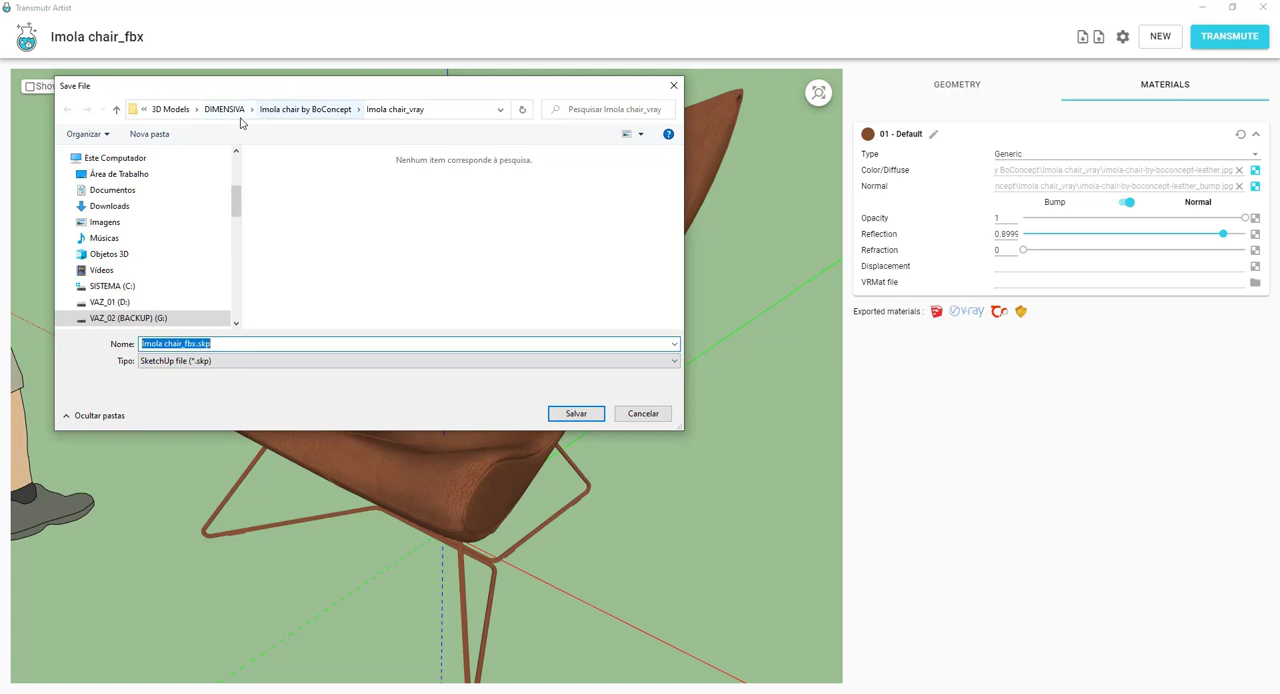 Transmutr Artist
Imola chair_fbx
NEW
TRANSMUTE
Save File
« 3D Models › DIMENSIVA › Imola chair by BoConcept › Imola chair_vray
Pesquisar Imola chair_vray
Organizar
Nova pasta
Este Computador
Área de Trabalho
Documentos
Downloads
Imagens
Músicas
Objetos 3D
Vídeos
SISTEMA (C:)
VAZ_01 (D:)
VAZ_02 (BACKUP) (G:)
Nenhum item corresponde à pesquisa.
Nome: Imola chair_fbx.skp
Tipo: SketchUp file (*.skp)
Ocultar pastas
Salvar
Cancelar
GEOMETRY
MATERIALS
01 - Default
Type Generic
Color/Diffuse y BoConcept\Imola chair_vray\imola-chair-by-boconcept-leather.jpg
Normal ncept\Imola chair_vray\imola-chair-by-boconcept-leather_bump.jpg
Bump Normal
Opacity 1
Reflection 0.8999
Refraction 0
Displacement
VRMat file
Exported materials : v-ray